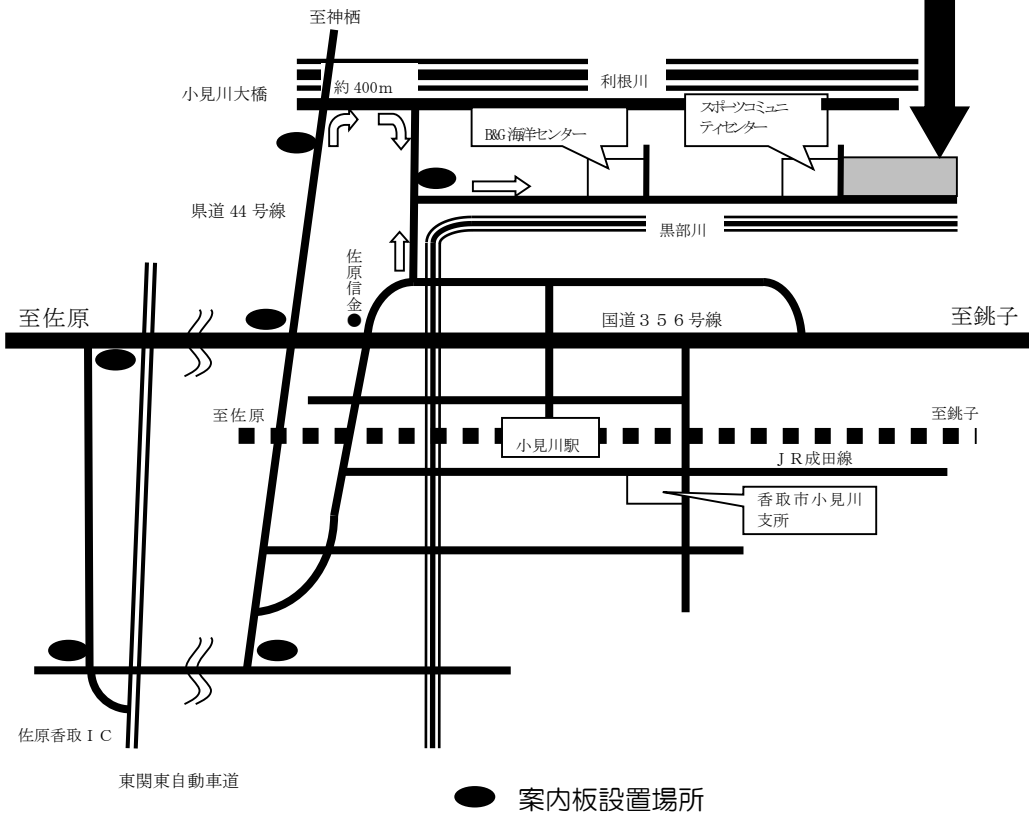 至神栖
小見川大橋
約 400m
利根川
スポーツコミュニ
ティセンター
B&G 海洋センター
県道 44 号線
黒部川
佐原信金
至佐原
国道３５６号線
至銚子
至佐原
至銚子
小見川駅
ＪＲ成田線
香取市小見川
支所
佐原香取ＩＣ
東関東自動車道
案内板設置場所